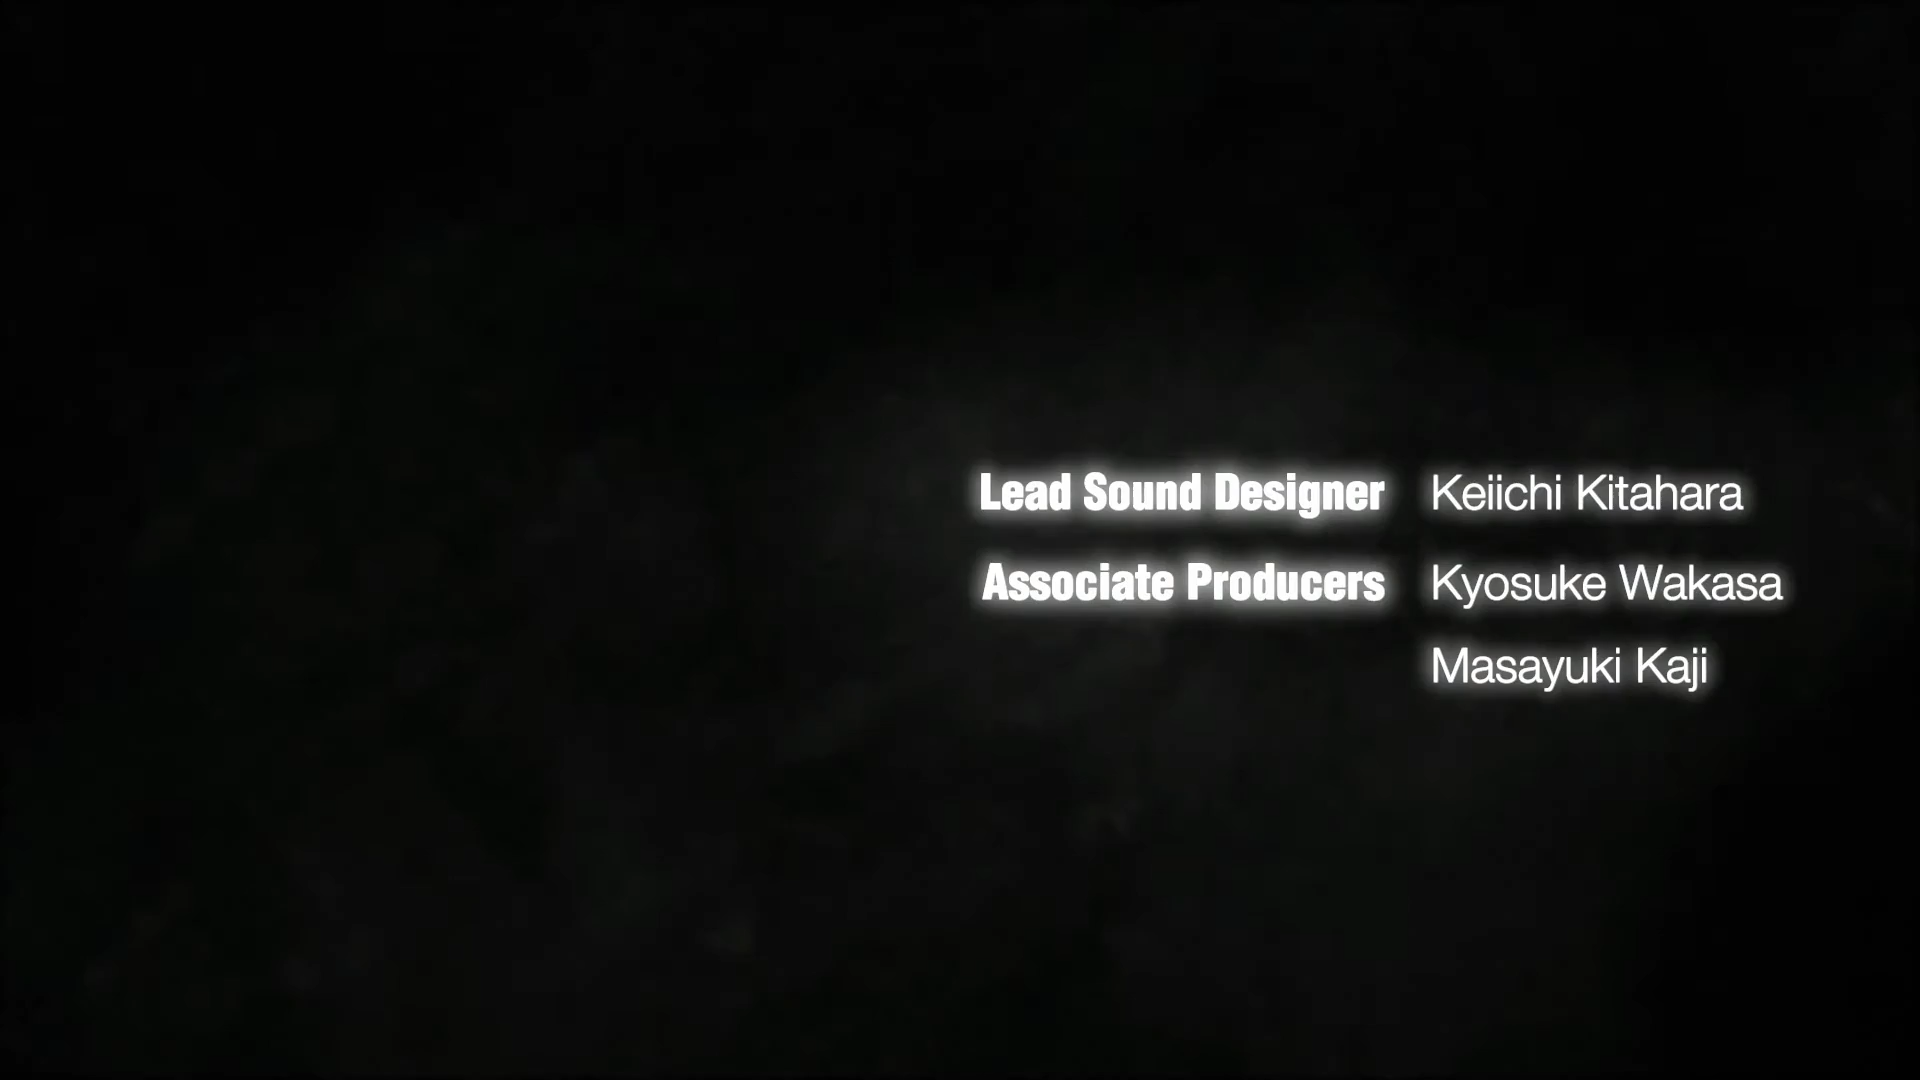 Lead Sound Designer Keiichi Kitahara
Associate Producers Kyosuke Wakasa
Masayuki Kaji